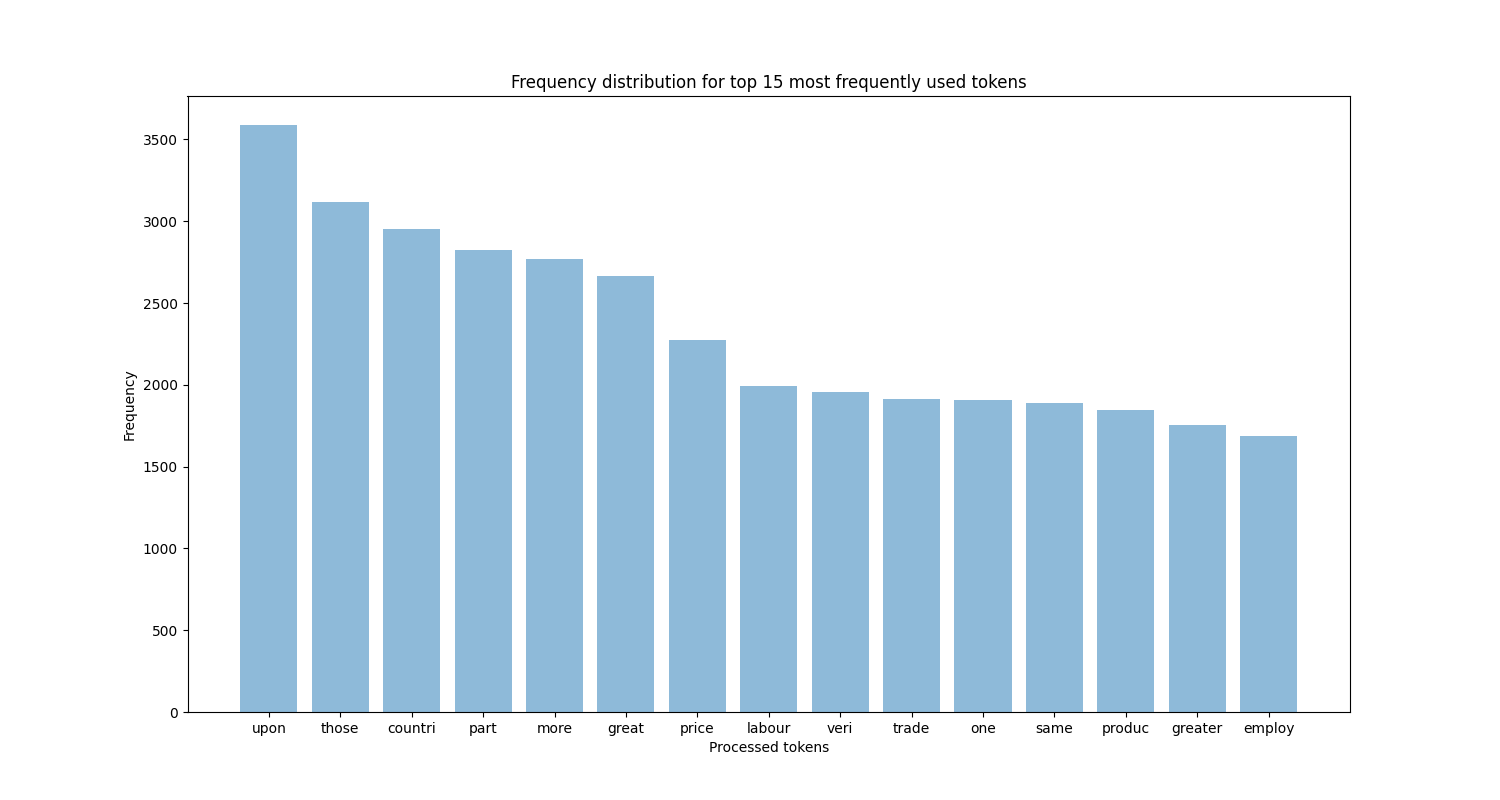 Frequency distribution for top 15 most frequently used tokens
3500
3000
2500
2000
1500
1000
500
0
Frequency
upon those countri part more great price labour veri trade one same produc greater employ
Processed tokens